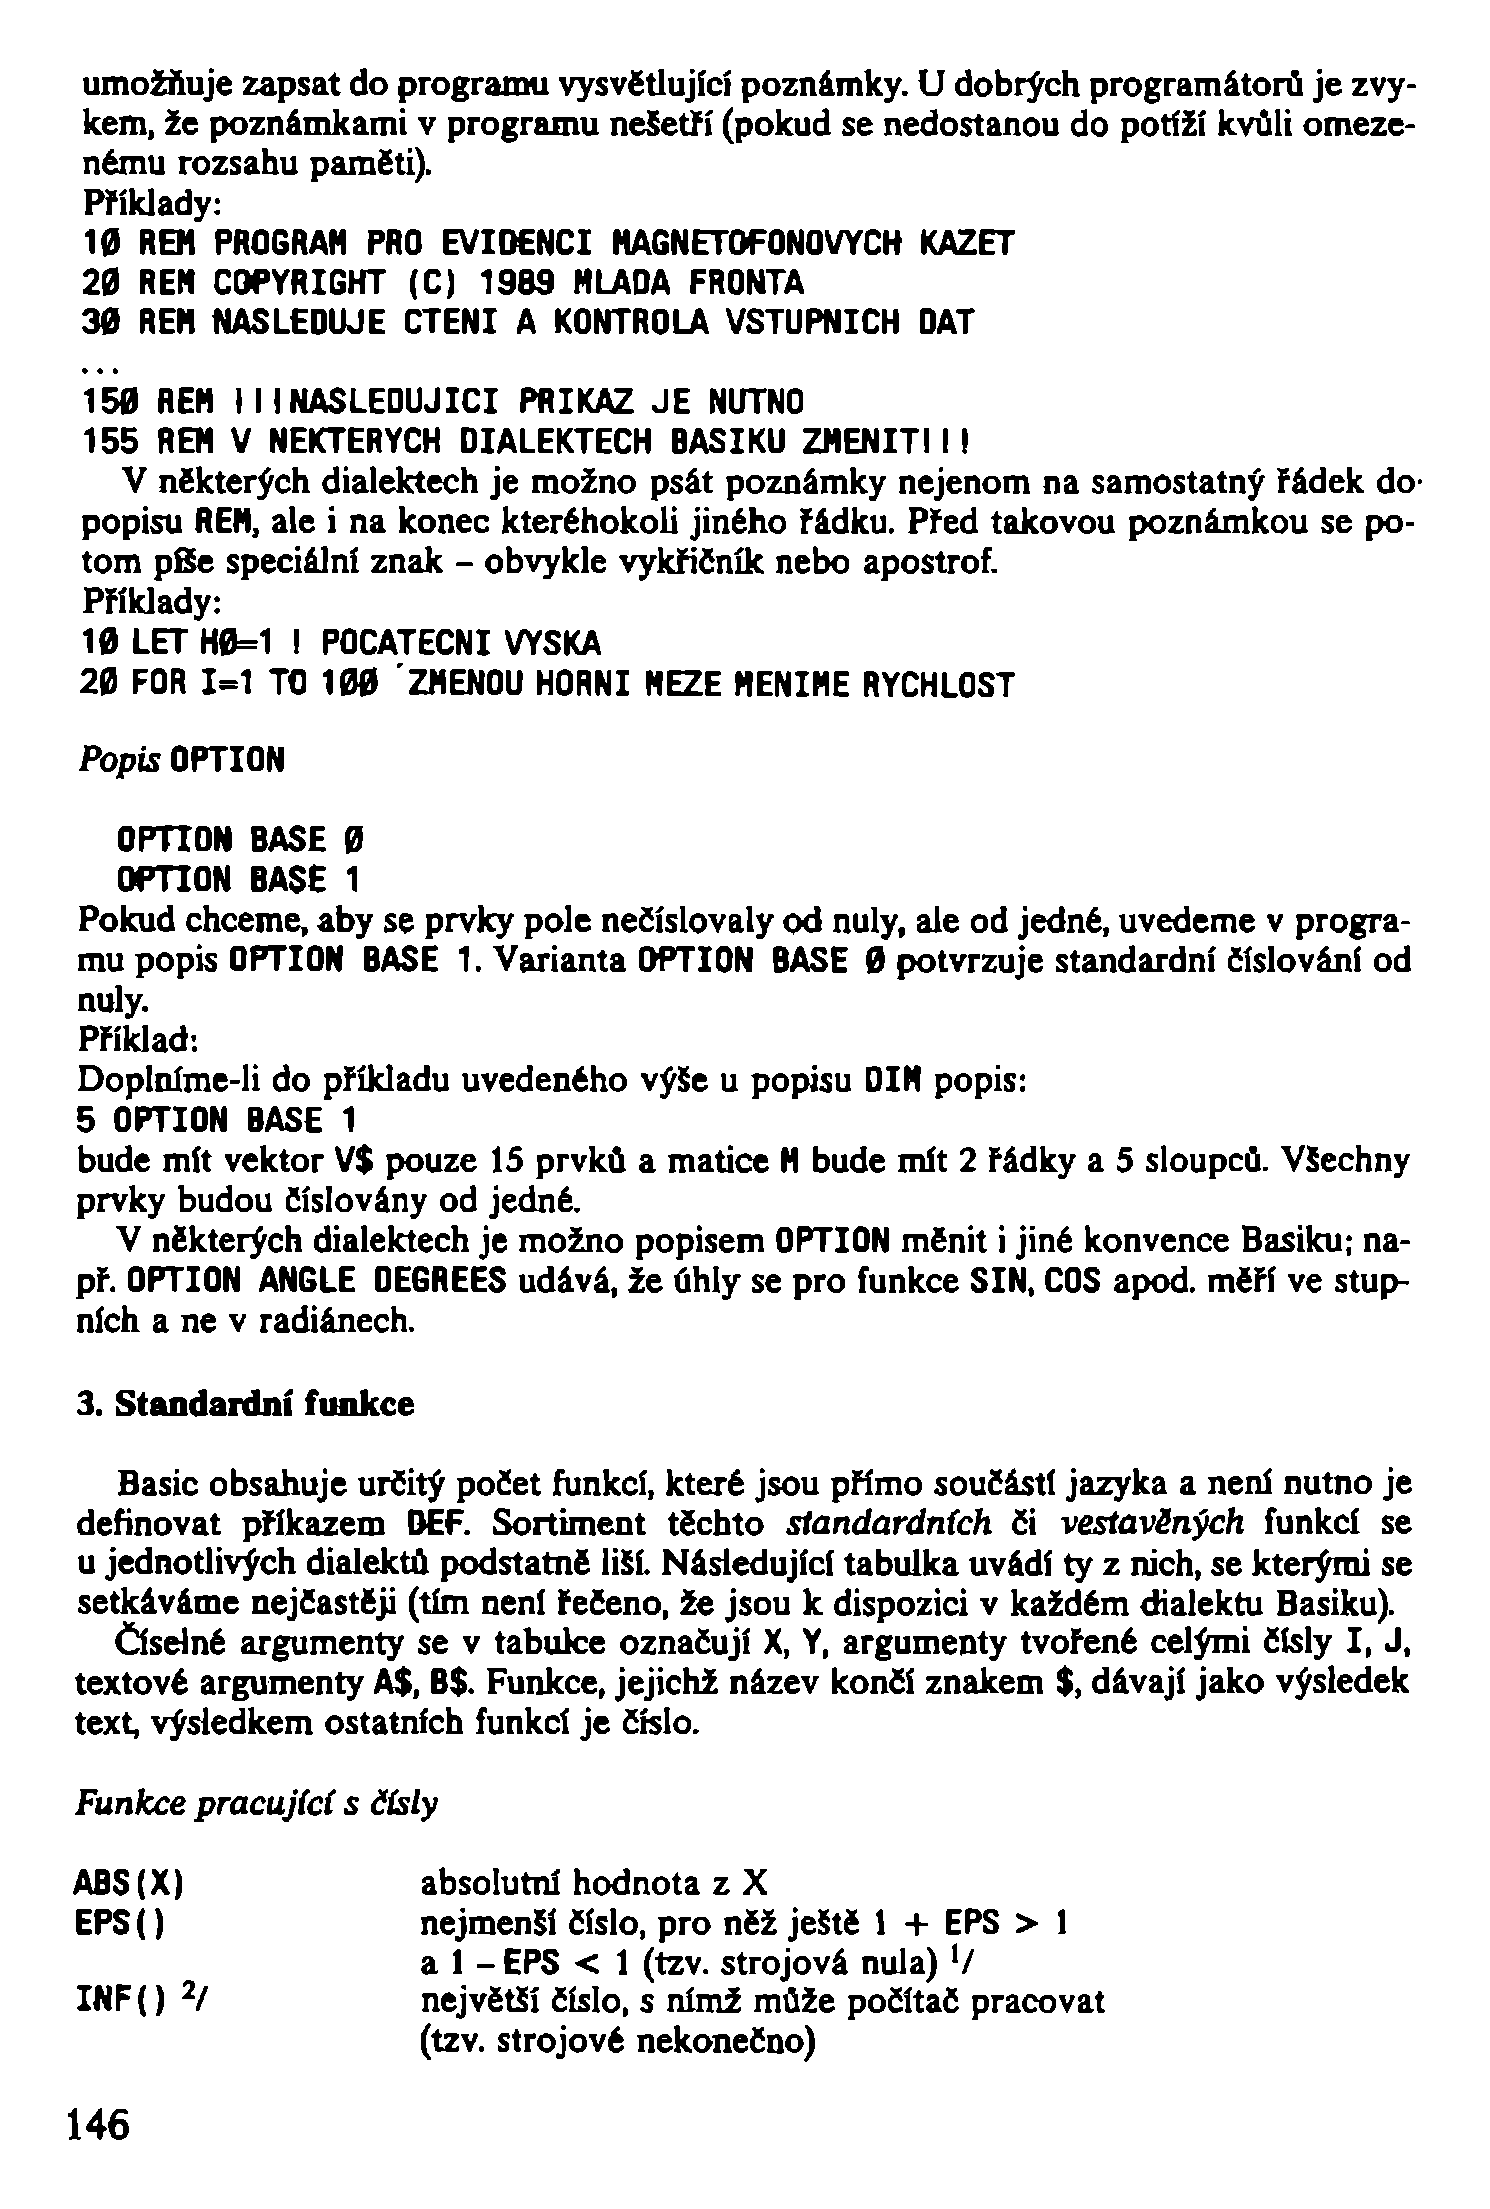 umožňuje zapsat do programu vysvětlující poznámky. U dobrých programátorů je zvy-
kem, že poznámkami v programu nešetří (pokud se nedostanou do potíží kvůli omeze-
nému rozsahu paměti).
Příklady:
10 REM PROGRAM PRO EVIDENCI MAGNETOFONOVYCH KAZET
20 REM COPYRIGHT (C) 1989 MLADA FRONTA
30 REM NASLEDUJE CTENI A KONTROLA VSTUPNICH DAT
...
150 REM !!!NASLEDUJICI PRIKAZ JE NUTNO
155 REM V NEKTERYCH DIALEKTECH BASIKU ZMENIT!!!
V některých dialektech je možno psát poznámky nejenom na samostatný řádek do-
popisu REM, ale i na konec kteréhokoli jiného řádku. Před takovou poznámkou se po-
tom píše speciální znak – obvykle vykřičník nebo apostrof.
Příklady:
10 LET H0=1 ! POCATECNI VYSKA
20 FOR I=1 TO 100 ´ZMENOU HORNI MEZE MENIME RYCHLOST
Popis OPTION
OPTION BASE 0
OPTION BASE 1
Pokud chceme, aby se prvky pole nečíslovaly od nuly, ale od jedné, uvedeme v progra-
mu popis OPTION BASE 1. Varianta OPTION BASE 0 potvrzuje standardní číslování od
nuly.
Příklad:
Doplníme-li do příkladu uvedeného výše u popisu DIM popis:
5 OPTION BASE 1
bude mít vektor V$ pouze 15 prvků a matice M bude mít 2 řádky a 5 sloupců. Všechny
prvky budou číslovány od jedné.
V některých dialektech je možno popisem OPTION měnit i jiné konvence Basiku; na-
př. OPTION ANGLE DEGREES udává, že úhly se pro funkce SIN, COS apod. měří ve stup-
ních a ne v radiánech.
3. Standardní funkce
Basic obsahuje určitý počet funkcí, které jsou přímo součástí jazyka a není nutno je
definovat příkazem DEF. Sortiment těchto standardních či vestavěných funkcí se
u jednotlivých dialektů podstatně liší. Následující tabulka uvádí ty z nich, se kterými se
setkáváme nejčastěji (tím není řečeno, že jsou k dispozici v každém dialektu Basiku).
Číselné argumenty se v tabulce označují X, Y, argumenty tvořené celými čísly I, J,
textové argumenty A$, B$. Funkce, jejichž název končí znakem $, dávají jako výsledek
text, výsledkem ostatních funkcí je číslo.
Funkce pracující s čísly
ABS(X) absolutní hodnota z X
EPS() nejmenší číslo, pro něž ještě 1 + EPS > 1
a 1 – EPS < 1 (tzv. strojová nula) ¹/
INF() ²/ největší číslo, s nímž může počítač pracovat
(tzv. strojové nekonečno)
146